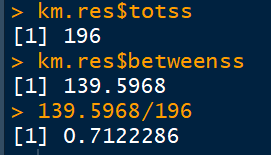 > km.res$totss
[1] 196
> km.res$betweenss
[1] 139.5968
> 139.5968/196
[1] 0.7122286